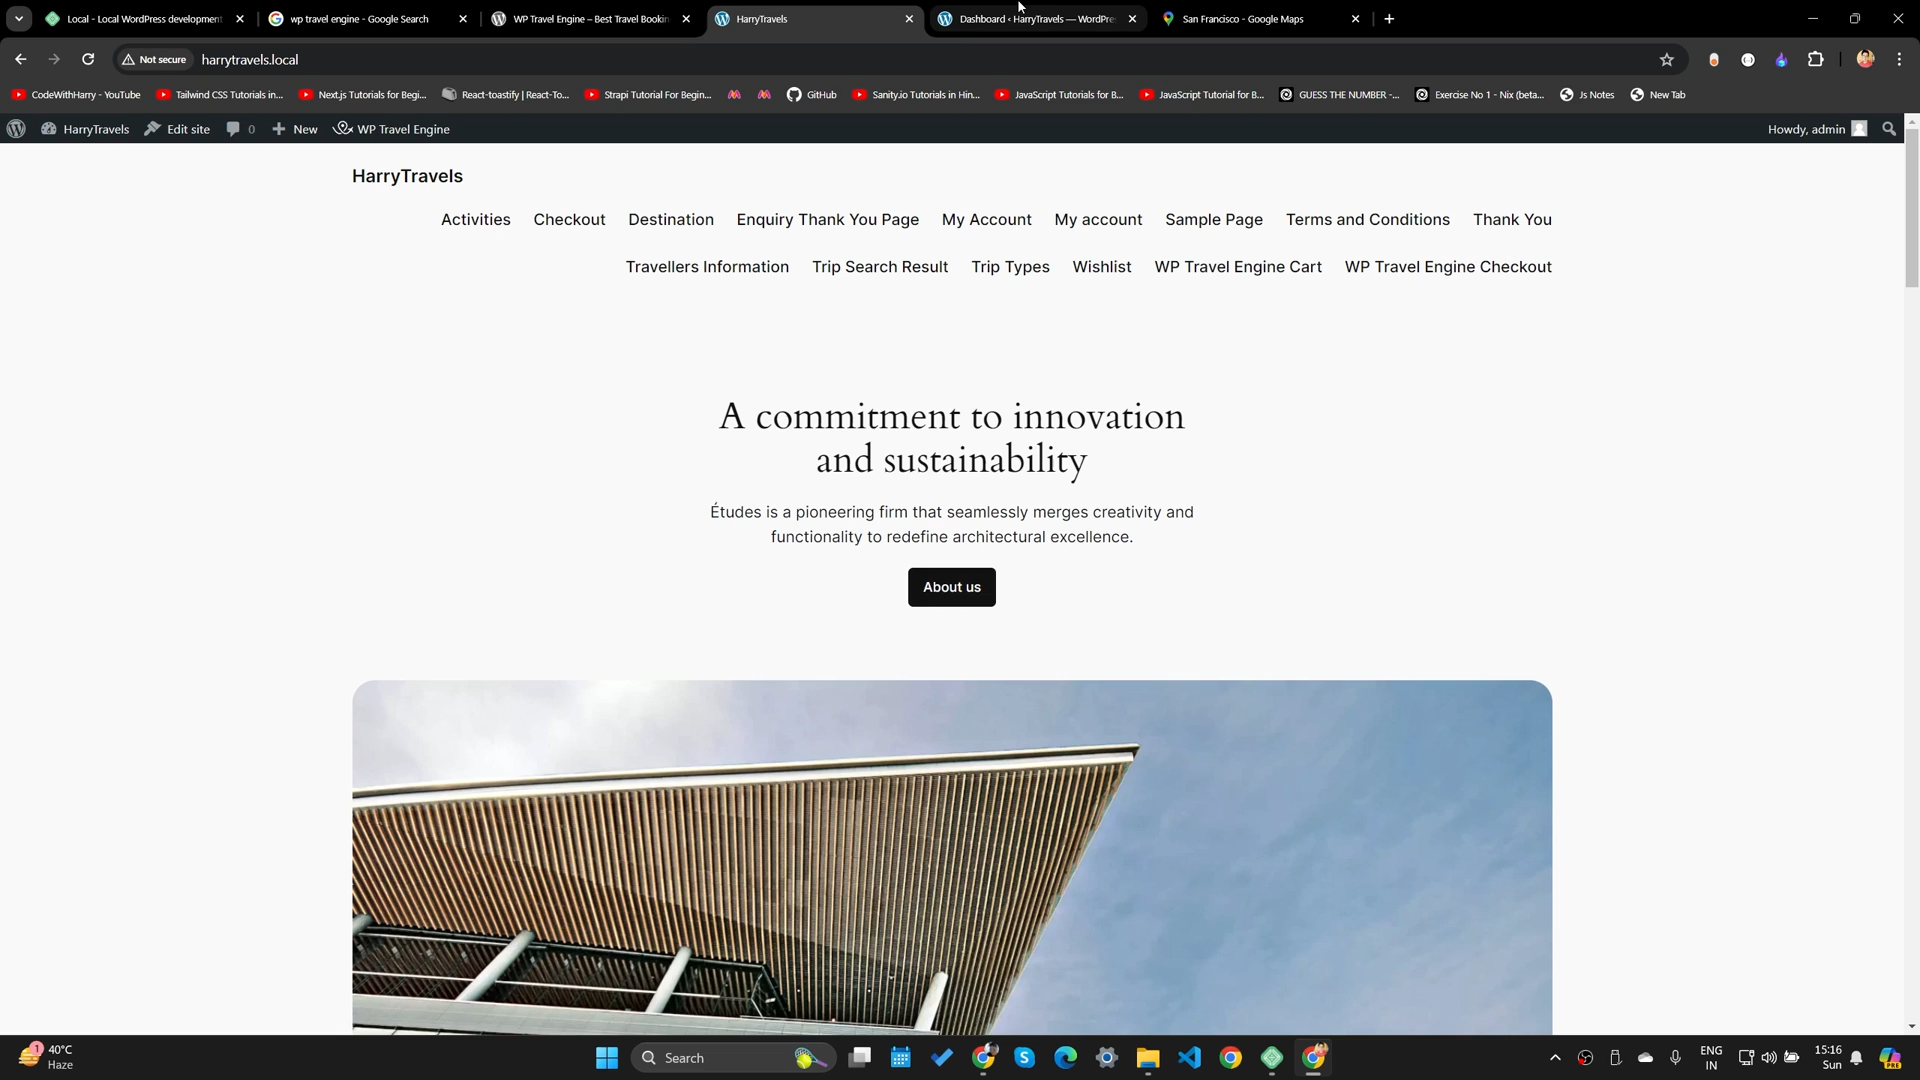 Local - Local WordPress development
wp travel engine - Google Search
WP Travel Engine – Best Travel Bookin
HarryTravels
Dashboard ‹ HarryTravels — WordPre
San Francisco - Google Maps
Not secure
harrytravels.local
CodeWithHarry - YouTube
Tailwind CSS Tutorials in...
Next.js Tutorials for Begi...
React-toastify | React-To...
Strapi Tutorial For Begin...
GitHub
Sanity.io Tutorials in Hin...
JavaScript Tutorials for B...
JavaScript Tutorial for B...
GUESS THE NUMBER -...
Exercise No 1 - Nix (beta...
Js Notes
New Tab
HarryTravels
Edit site
0
New
WP Travel Engine
Howdy, admin
HarryTravels
Activities Checkout Destination Enquiry Thank You Page My Account My account Sample Page Terms and Conditions Thank You
Travellers Information Trip Search Result Trip Types Wishlist WP Travel Engine Cart WP Travel Engine Checkout
A commitment to innovation
and sustainability
Études is a pioneering firm that seamlessly merges creativity and
functionality to redefine architectural excellence.
About us
1
40°C
Haze
Search
PRE
ENG
IN
15:16
Sun